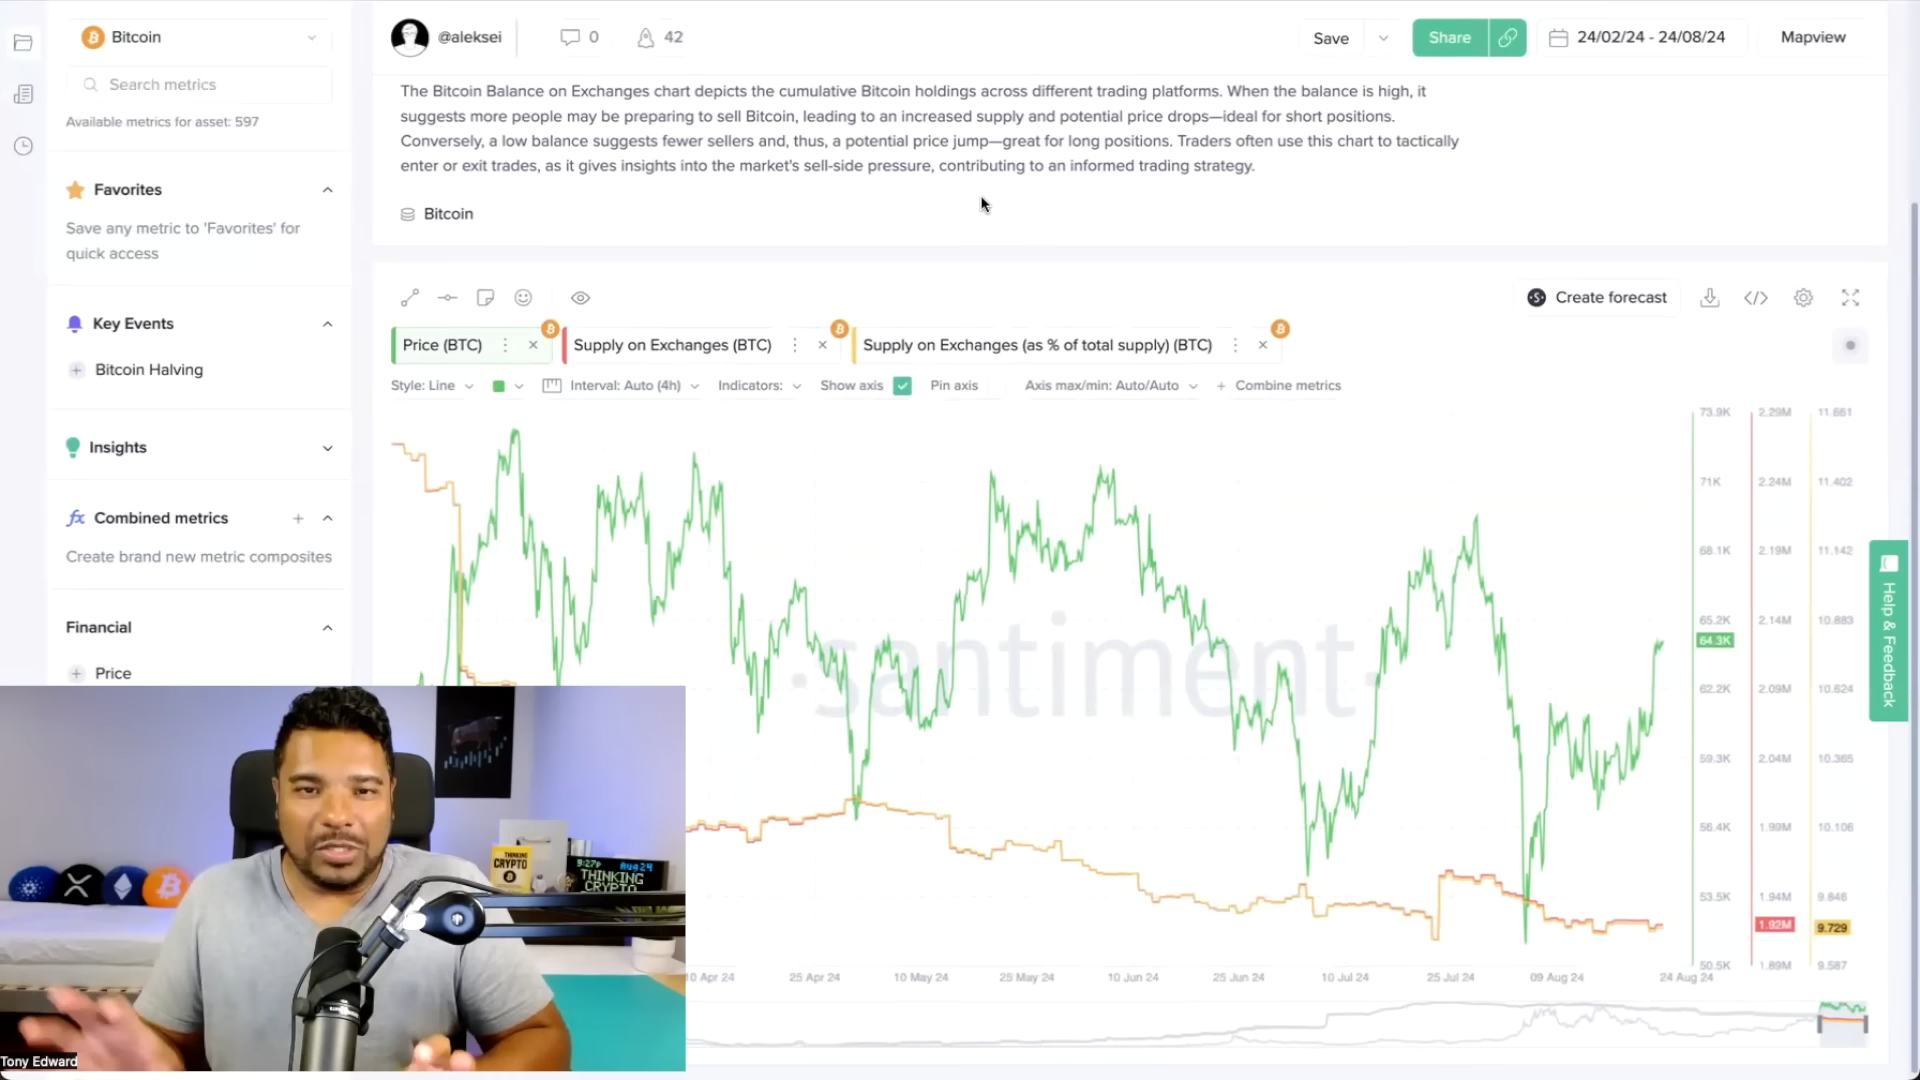 Bitcoin
@aleksei
0
42
Save
Share
24/02/24 - 24/08/24
Mapview
Search metrics
Available metrics for asset: 597
The Bitcoin Balance on Exchanges chart depicts the cumulative Bitcoin holdings across different trading platforms. When the balance is high, it
suggests more people may be preparing to sell Bitcoin, leading to an increased supply and potential price drops—ideal for short positions.
Conversely, a low balance suggests fewer sellers and, thus, a potential price jump—great for long positions. Traders often use this chart to tactically
enter or exit trades, as it gives insights into the market's sell-side pressure, contributing to an informed trading strategy.
Bitcoin
Favorites
Save any metric to 'Favorites' for
quick access
Key Events
Bitcoin Halving
Insights
Combined metrics
Create brand new metric composites
Financial
Price
Create forecast
Price (BTC)
Supply on Exchanges (BTC)
Supply on Exchanges (as % of total supply) (BTC)
Style: Line
Interval: Auto (4h)
Indicators:
Show axis
Pin axis
Axis max/min: Auto/Auto
Combine metrics
73.9K 2.29M 11.661
71K 2.24M 11.402
68.1K 2.19M 11.142
65.2K 2.14M 10.883
64.3K
62.2K 2.09M 10.624
59.3K 2.04M 10.365
56.4K 1.99M 10.106
53.5K 1.94M 9.846
1.92M 9.729
50.5K 1.89M 9.587
·santiment·
10 Apr 24 25 Apr 24 10 May 24 25 May 24 10 Jun 24 25 Jun 24 10 Jul 24 25 Jul 24 09 Aug 24 24 Aug 24
Help & Feedback
THINKING
CRYPTO
9:27p Aug24
THINKING
CRYPTO
Tony Edward